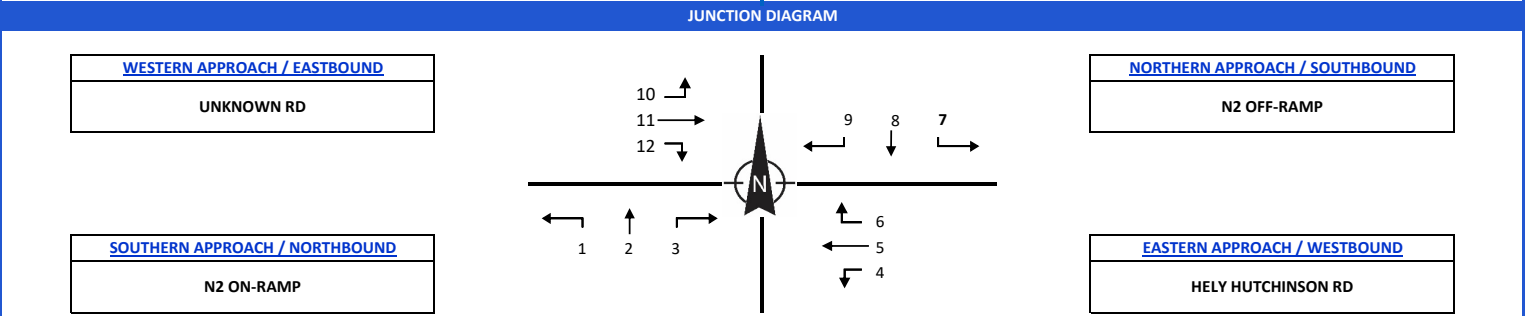 JUNCTION DIAGRAM
WESTERN APPROACH / EASTBOUND
UNKNOWN RD
NORTHERN APPROACH / SOUTHBOUND
N2 OFF-RAMP
10
11
12
9 8 7
N
1 2 3
6
5
4
SOUTHERN APPROACH / NORTHBOUND
N2 ON-RAMP
EASTERN APPROACH / WESTBOUND
HELY HUTCHINSON RD